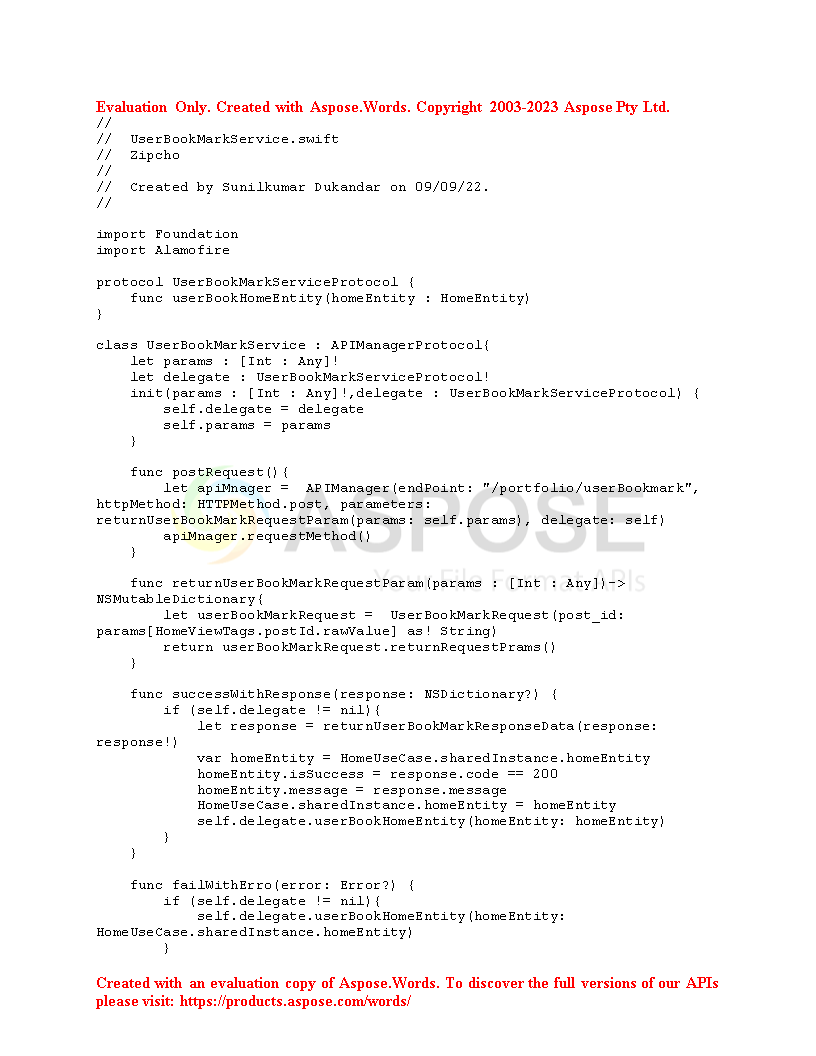 Evaluation Only. Created with Aspose.Words. Copyright 2003-2023 Aspose Pty Ltd.
//
//  UserBookMarkService.swift
//  Zipcho
//
//  Created by Sunilkumar Dukandar on 09/09/22.
//
import Foundation
import Alamofire
protocol UserBookMarkServiceProtocol {
    func userBookHomeEntity(homeEntity : HomeEntity)
}
class UserBookMarkService : APIManagerProtocol{
    let params : [Int : Any]!
    let delegate : UserBookMarkServiceProtocol!
    init(params : [Int : Any]!,delegate : UserBookMarkServiceProtocol) {
        self.delegate = delegate
        self.params = params
    }
    func postRequest(){
        let apiMnager =  APIManager(endPoint: "/portfolio/userBookmark",
httpMethod: HTTPMethod.post, parameters:
returnUserBookMarkRequestParam(params: self.params), delegate: self)
        apiMnager.requestMethod()
    }
ASPOSE
Your File Format APIs
    func returnUserBookMarkRequestParam(params : [Int : Any])->
NSMutableDictionary{
        let userBookMarkRequest =  UserBookMarkRequest(post_id:
params[HomeViewTags.postId.rawValue] as! String)
        return userBookMarkRequest.returnRequestPrams()
    }
    func successWithResponse(response: NSDictionary?) {
        if (self.delegate != nil){
            let response = returnUserBookMarkResponseData(response:
response!)
            var homeEntity = HomeUseCase.sharedInstance.homeEntity
            homeEntity.isSuccess = response.code == 200
            homeEntity.message = response.message
            HomeUseCase.sharedInstance.homeEntity = homeEntity
            self.delegate.userBookHomeEntity(homeEntity: homeEntity)
        }
    }
    func failWithErro(error: Error?) {
        if (self.delegate != nil){
            self.delegate.userBookHomeEntity(homeEntity:
HomeUseCase.sharedInstance.homeEntity)
        }
Created with an evaluation copy of Aspose.Words. To discover the full versions of our APIs
please visit: https://products.aspose.com/words/